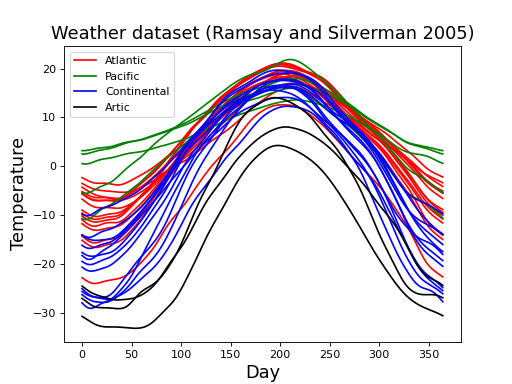 Weather dataset (Ramsay and Silverman 2005)
Atlantic
Pacific
Continental
Artic
Temperature
20
10
0
−10
−20
−30
0 50 100 150 200 250 300 350
Day